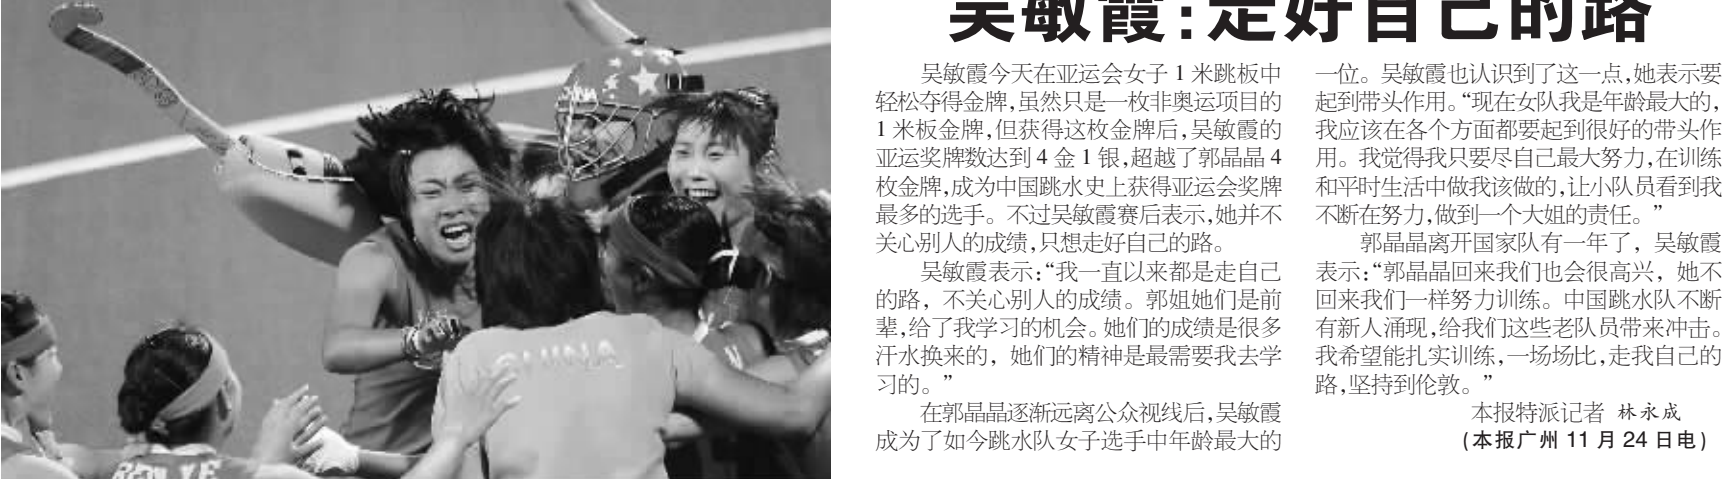 吴敏霞:走好自己的路
吴敏霞今天在亚运会女子 1 米跳板中
轻松夺得金牌,虽然只是一枚非奥运项目的
1 米板金牌,但获得这枚金牌后,吴敏霞的
亚运奖牌数达到 4 金 1 银,超越了郭晶晶 4
枚金牌,成为中国跳水史上获得亚运会奖牌
最多的选手。不过吴敏霞赛后表示,她并不
关心别人的成绩,只想走好自己的路。
吴敏霞表示:“我一直以来都是走自己
的路，不关心别人的成绩。郭姐她们是前
辈,给了我学习的机会。她们的成绩是很多
汗水换来的，她们的精神是最需要我去学
习的。”
在郭晶晶逐渐远离公众视线后,吴敏霞
成为了如今跳水队女子选手中年龄最大的
一位。吴敏霞也认识到了这一点,她表示要
起到带头作用。“现在女队我是年龄最大的,
我应该在各个方面都要起到很好的带头作
用。我觉得我只要尽自己最大努力,在训练
和平时生活中做我该做的,让小队员看到我
不断在努力,做到一个大姐的责任。”
郭晶晶离开国家队有一年了，吴敏霞
表示:“郭晶晶回来我们也会很高兴，她不
回来我们一样努力训练。中国跳水队不断
有新人涌现,给我们这些老队员带来冲击。
我希望能扎实训练,一场场比,走我自己的
路,坚持到伦敦。”
本报特派记者 林永成
(本报广州 11 月 24 日电)
CHINA